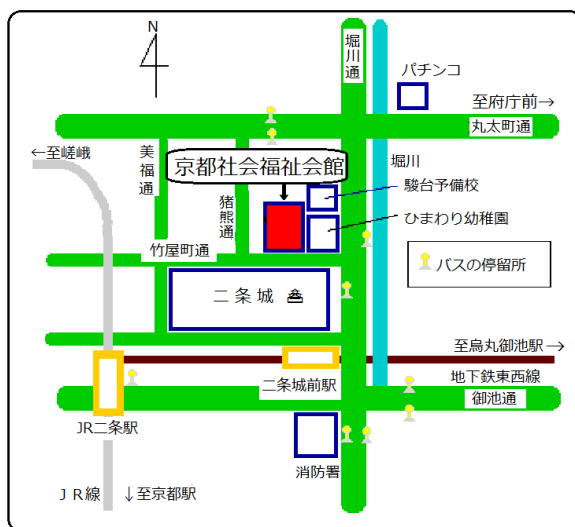 N
堀川通
パチンコ
至府庁前→
丸太町通
←至嵯峨
美福通
京都社会福祉会館
堀川
駿台予備校
猪熊通
ひまわり幼稚園
竹屋町通
バスの停留所
二条城
至烏丸御池駅→
地下鉄東西線
二条城前駅
御池通
JR二条駅
消防署
ＪＲ線
↓至京都駅